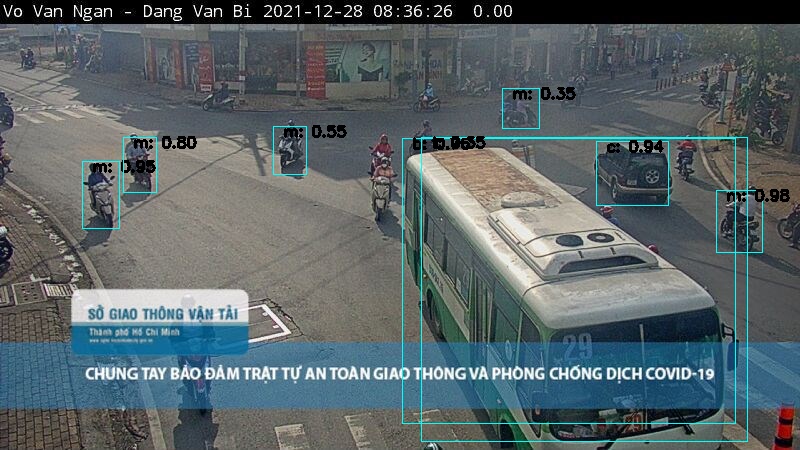 Vo Van Ngan - Dang Van Bi 2021-12-28 08:36:26 0.00
m: 0.35
m: 0.55
m: 0.80
c: 0.94
m: 0.95
m: 0.98
SỞ GIAO THÔNG VẬN TẢI
Thành phố Hồ Chí Minh
29
CHUNG TAY BẢO ĐẢM TRẬT TỰ AN TOÀN GIAO THÔNG VÀ PHÒNG CHỐNG DỊCH COVID-19